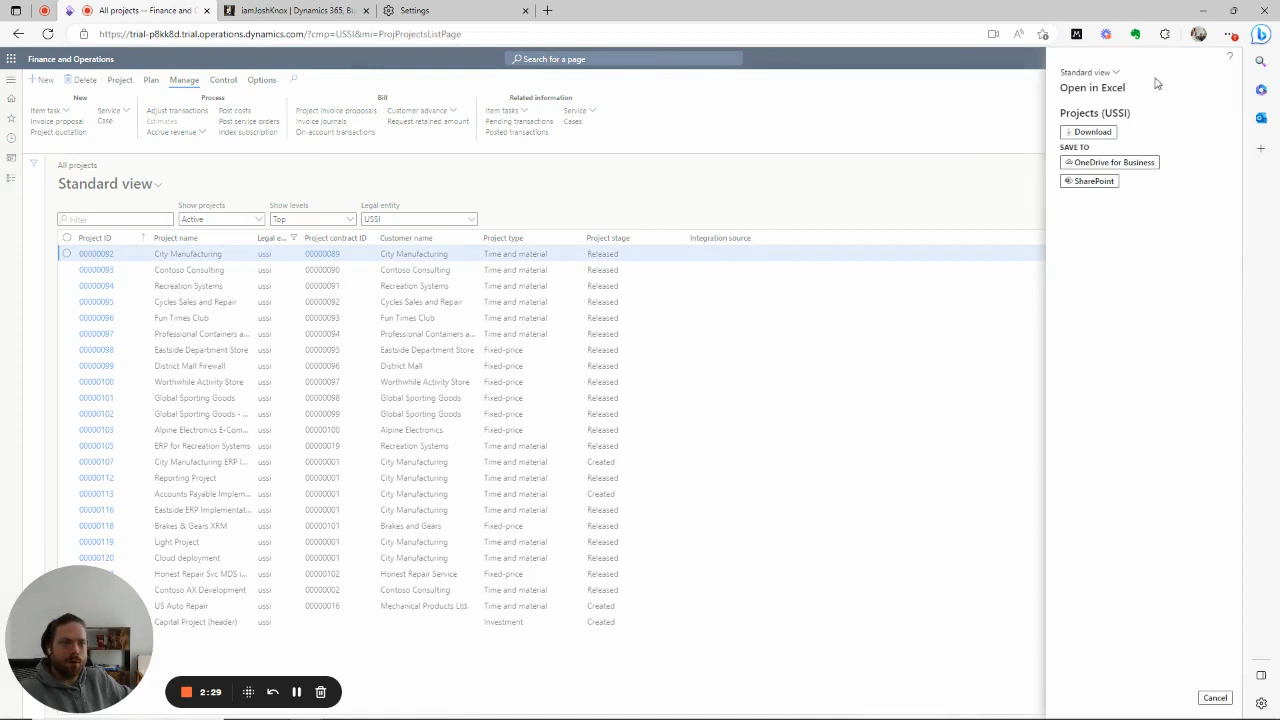 All projects -- Finance and O
iamJoshKnox | Dynamics 365, Bi
Settings
https://trial-p8kk8d.trial.operations.dynamics.com/?cmp=USSI&mi=ProjProjectsListPage
Finance and Operations
Search for a page
New Delete Project Plan Manage Control Options
New Process Bill Related information
Item task Service Adjust transactions Post costs Project invoice proposals Customer advance Item tasks Service
Invoice proposal Case Estimates Post service orders Invoice journals Request retained amount Pending transactions Cases
Project quotation Accrue revenue Index subscription On-account transactions Posted transactions
All projects
Standard view
Show projects Show levels Legal entity
Filter Active Top USSI
Project ID Project name Legal e... Project contract ID Customer name Project type Project stage Integration source
00000092 City Manufacturing ussi 00000089 City Manufacturing Time and material Released
00000093 Contoso Consulting ussi 00000090 Contoso Consulting Time and material Released
00000094 Recreation Systems ussi 00000091 Recreation Systems Time and material Released
00000095 Cycles Sales and Repair ussi 00000092 Cycles Sales and Repair Time and material Released
00000096 Fun Times Club ussi 00000093 Fun Times Club Time and material Released
00000097 Professional Containers a... ussi 00000094 Professional Containers a... Time and material Released
00000098 Eastside Department Store ussi 00000095 Eastside Department Store Fixed-price Released
00000099 District Mall Firewall ussi 00000096 District Mall Fixed-price Released
00000100 Worthwhile Activity Store ussi 00000097 Worthwhile Activity Store Fixed-price Released
00000101 Global Sporting Goods ussi 00000098 Global Sporting Goods Fixed-price Released
00000102 Global Sporting Goods - ... ussi 00000099 Global Sporting Goods Fixed-price Released
00000103 Alpine Electronics E-Com... ussi 00000100 Alpine Electronics Fixed-price Released
00000105 ERP for Recreation Systems ussi 00000019 Recreation Systems Time and material Released
00000107 City Manufacturing ERP I... ussi 00000001 City Manufacturing Time and material Created
00000112 Reporting Project ussi 00000001 City Manufacturing Time and material Released
00000113 Accounts Payable Implem... ussi 00000001 City Manufacturing Time and material Created
00000116 Eastside ERP Implementat... ussi 00000001 City Manufacturing Time and material Released
00000118 Brakes & Gears XRM ussi 00000101 Brakes and Gears Fixed-price Released
00000119 Light Project ussi 00000001 City Manufacturing Time and material Released
00000120 Cloud deployment ussi 00000001 City Manufacturing Time and material Released
Honest Repair Svc MDS i... ussi 00000102 Honest Repair Service Fixed-price Released
Contoso AX Development ussi 00000002 Contoso Consulting Time and material Released
US Auto Repair ussi 00000016 Mechanical Products Ltd. Time and material Created
Capital Project (header) ussi Investment Created
2:29
?
Standard view
Open in Excel
Projects (USSI)
Download
SAVE TO
OneDrive for Business
SharePoint
Cancel